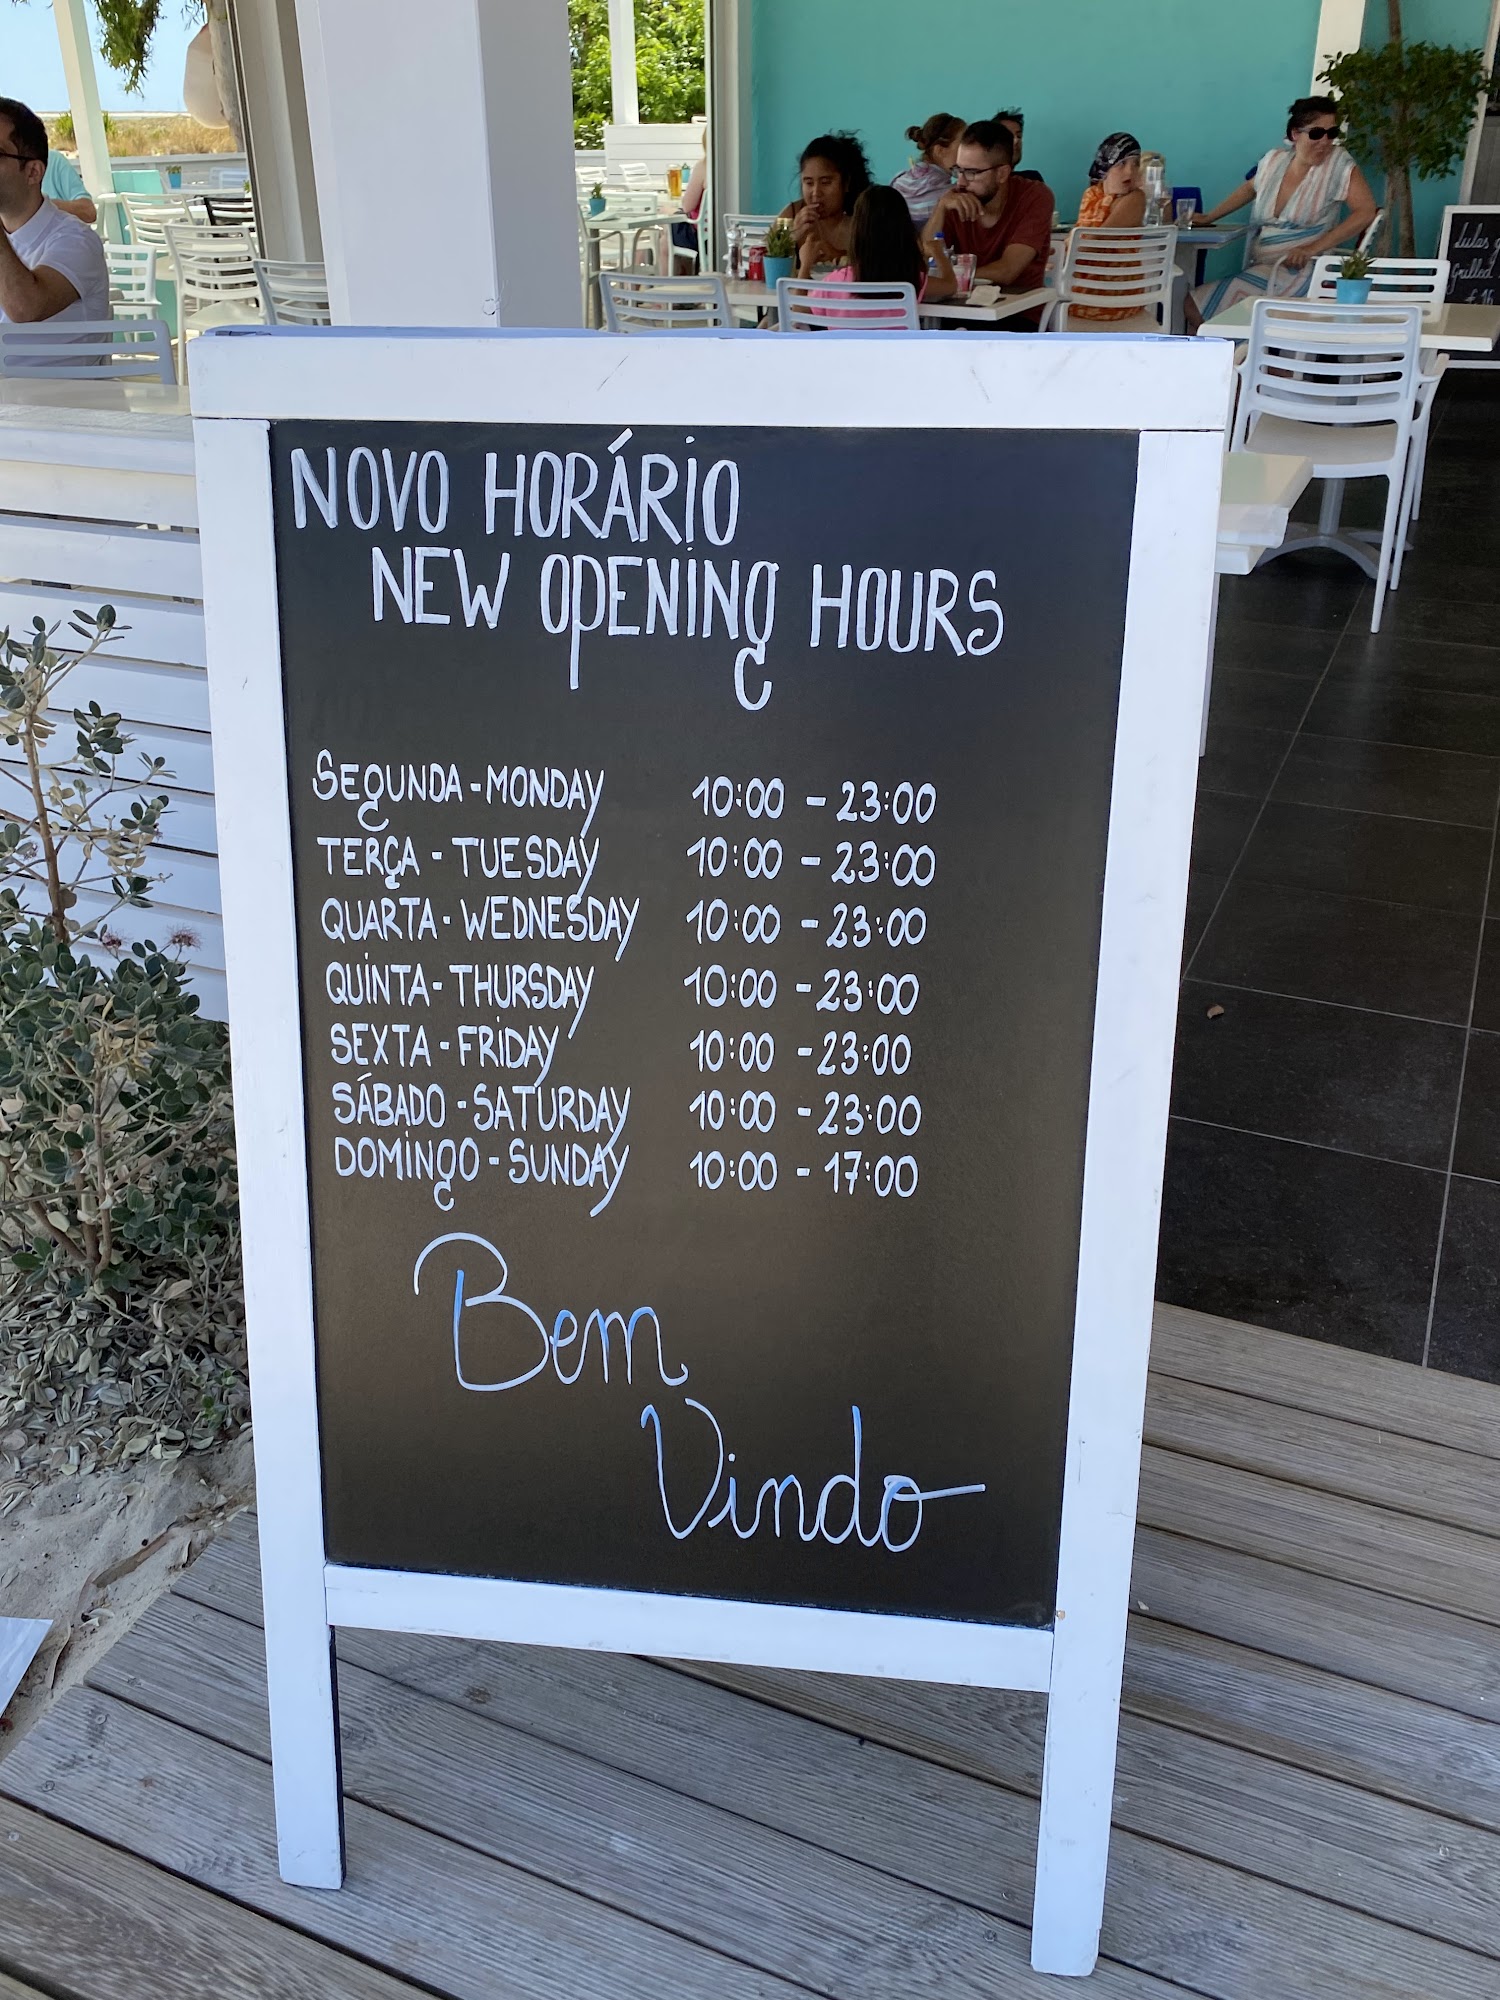 NOVO HORÁRIO
NEW OPENING HOURS
SEGUNDA - MONDAY 10:00 - 23:00
TERÇA - TUESDAY 10:00 - 23:00
QUARTA - WEDNESDAY 10:00 - 23:00
QUINTA - THURSDAY 10:00 - 23:00
SEXTA - FRIDAY 10:00 - 23:00
SÁBADO - SATURDAY 10:00 - 23:00
DOMINGO - SUNDAY 10:00 - 17:00
Bem
Vindo
Lulas
Grilled